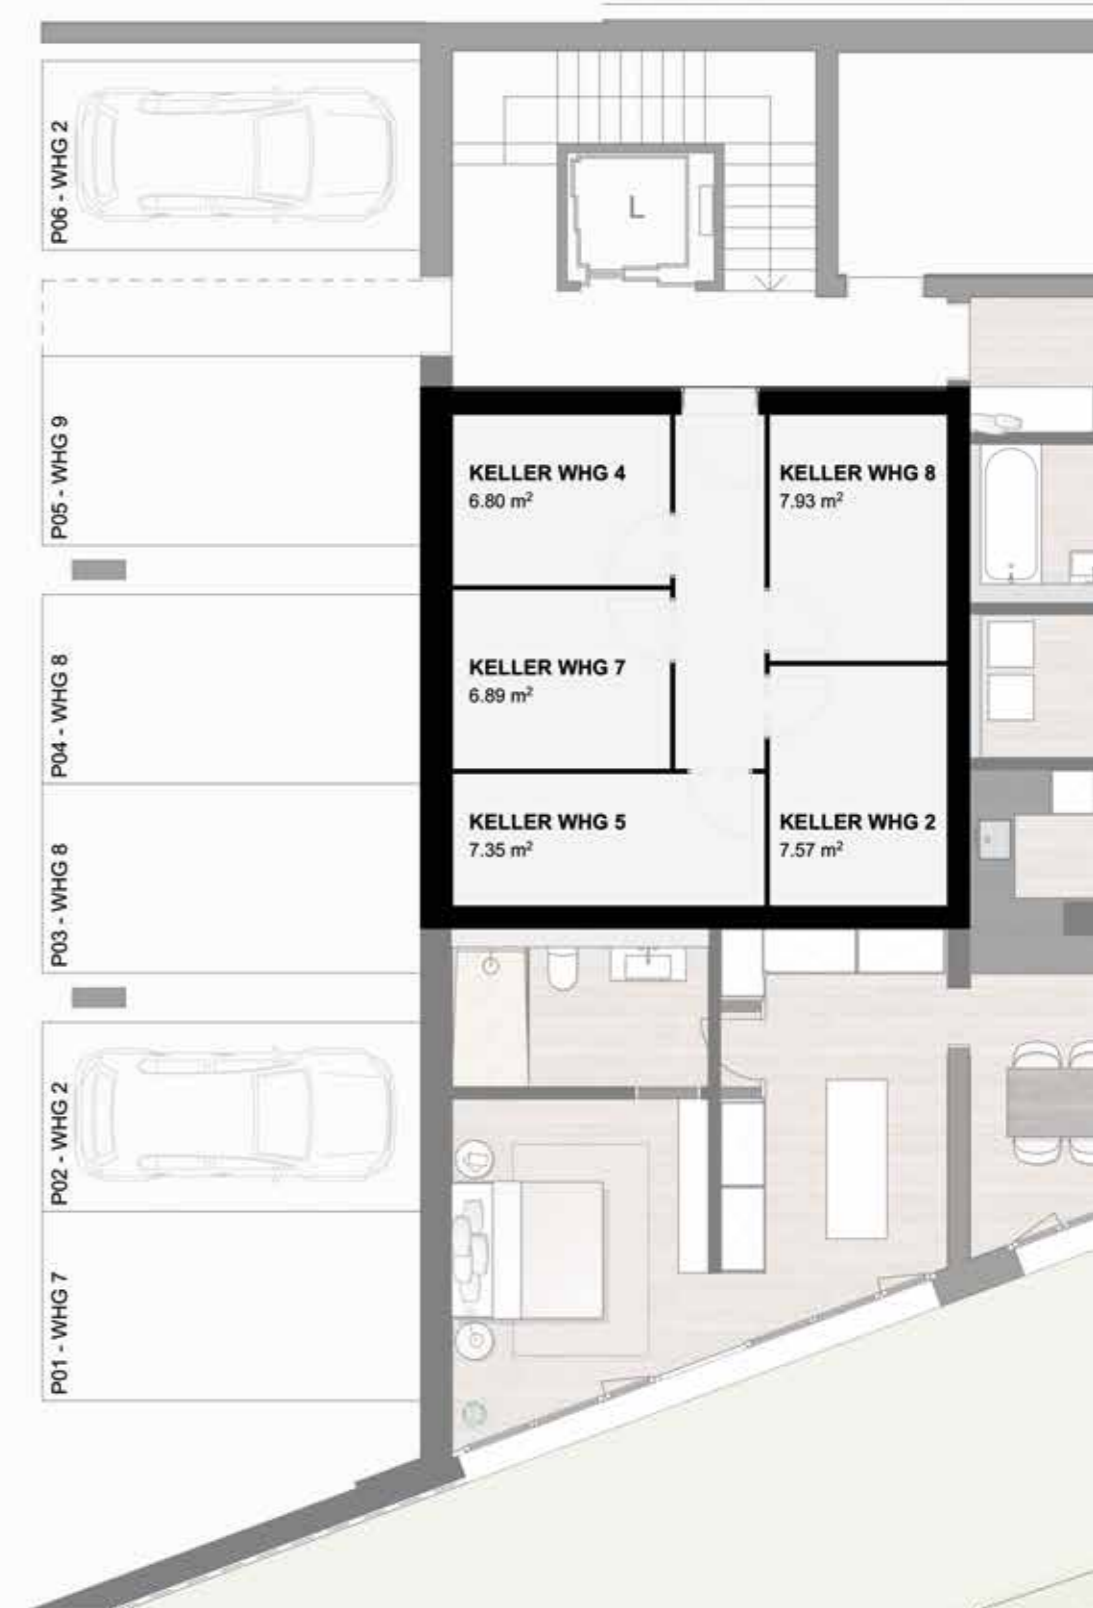 P06 - WHG 2
L
P05 - WHG 9
KELLER WHG 4
6.80 m²
KELLER WHG 8
7.93 m²
P04 - WHG 8
KELLER WHG 7
6.89 m²
P03 - WHG 8
KELLER WHG 5
7.35 m²
KELLER WHG 2
7.57 m²
P02 - WHG 2
P01 - WHG 7